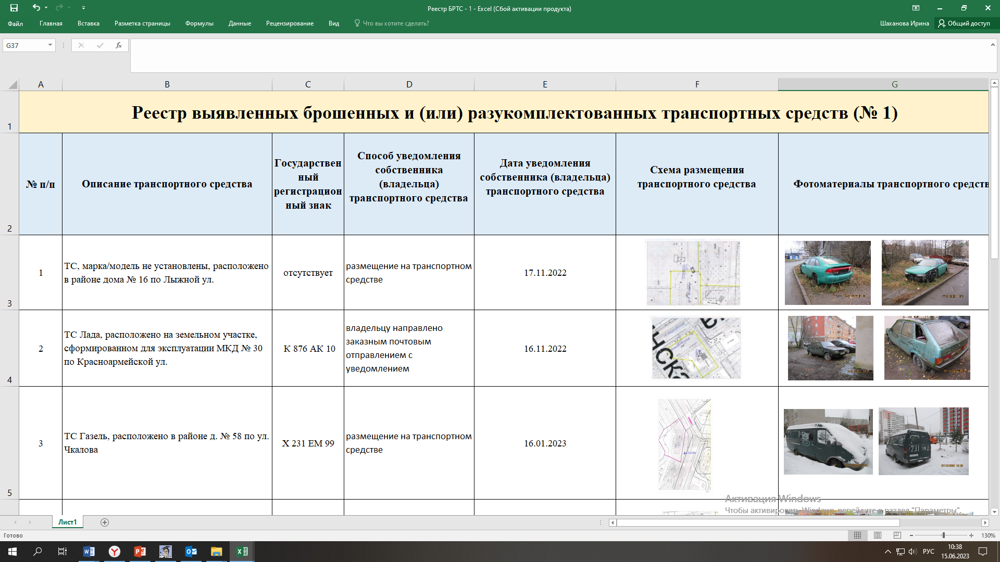 Реестр БРТС - 1 - Excel (Сбой активации продукта)
Файл Главная Вставка Разметка страницы Формулы Данные Рецензирование Вид Что вы хотите сделать? Шаханова Ирина Общий доступ
G37 fx
A B C D E F G
1
Реестр выявленных брошенных и (или) разукомплектованных транспортных средств (№ 1)
2
№ п/п
Описание транспортного средства
Государствен
ный
регистрацион
ный знак
Способ уведомления
собственника
(владельца)
транспортного средства
Дата уведомления
собственника (владельца)
транспортного средства
Схема размещения
транспортного средства
Фотоматериалы транспортного средств
3
1
ТС, марка/модель не установлены, расположено
в районе дома № 16 по Лыжной ул.
отсутствует
размещение на транспортном
средстве
17.11.2022
4
2
ТС Лада, расположено на земельном участке,
сформированном для эксплуатации МКД № 30
по Красноармейской ул.
К 876 АК 10
владельцу направлено
заказным почтовым
отправлением с
уведомлением
16.11.2022
НСК
5
3
ТС Газель, расположено в районе д. № 58 по ул.
Чкалова
Х 231 ЕМ 99
размещение на транспортном
средстве
16.01.2023
231
Активация Windows
Чтобы активировать Windows, перейдите в раздел "Параметры".
Лист1
Готово
130%
РУС
10:38
15.06.2023